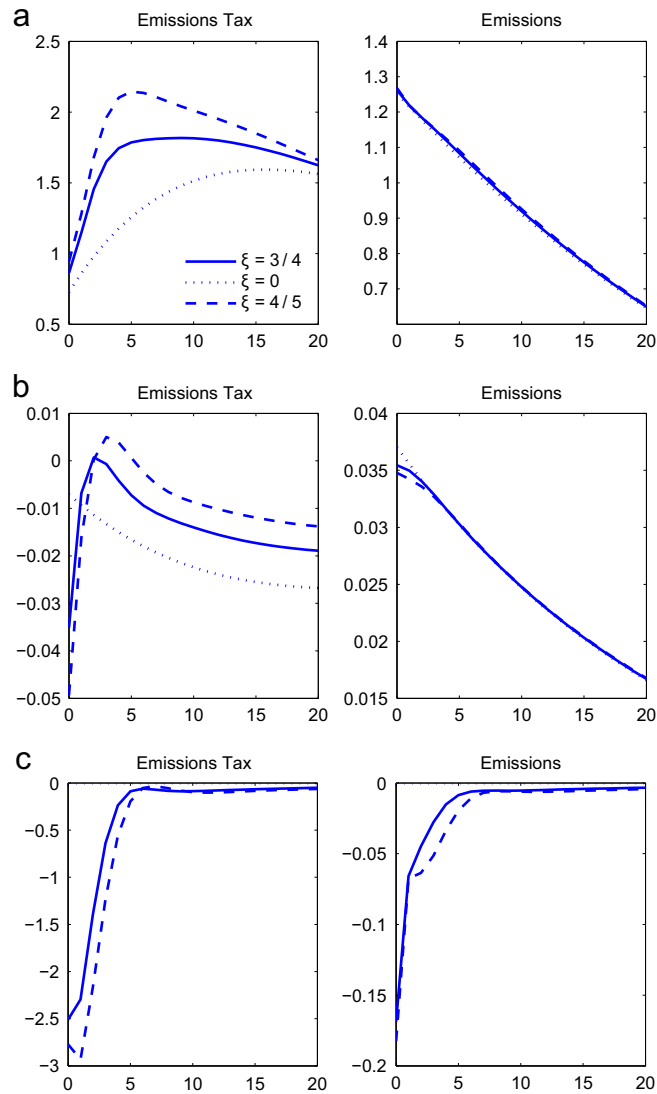 a
Emissions Tax
Emissions
2.5
2
1.5
1
0.5
ξ = 3 / 4
ξ = 0
ξ = 4 / 5
0 5 10 15 20
1.4
1.3
1.2
1.1
1
0.9
0.8
0.7
0 5 10 15 20
b
Emissions Tax
Emissions
0.01
0
−0.01
−0.02
−0.03
−0.04
−0.05
0 5 10 15 20
0.04
0.035
0.03
0.025
0.02
0.015
0 5 10 15 20
c
Emissions Tax
Emissions
0
−0.5
−1
−1.5
−2
−2.5
−3
0 5 10 15 20
0
−0.05
−0.1
−0.15
−0.2
0 5 10 15 20